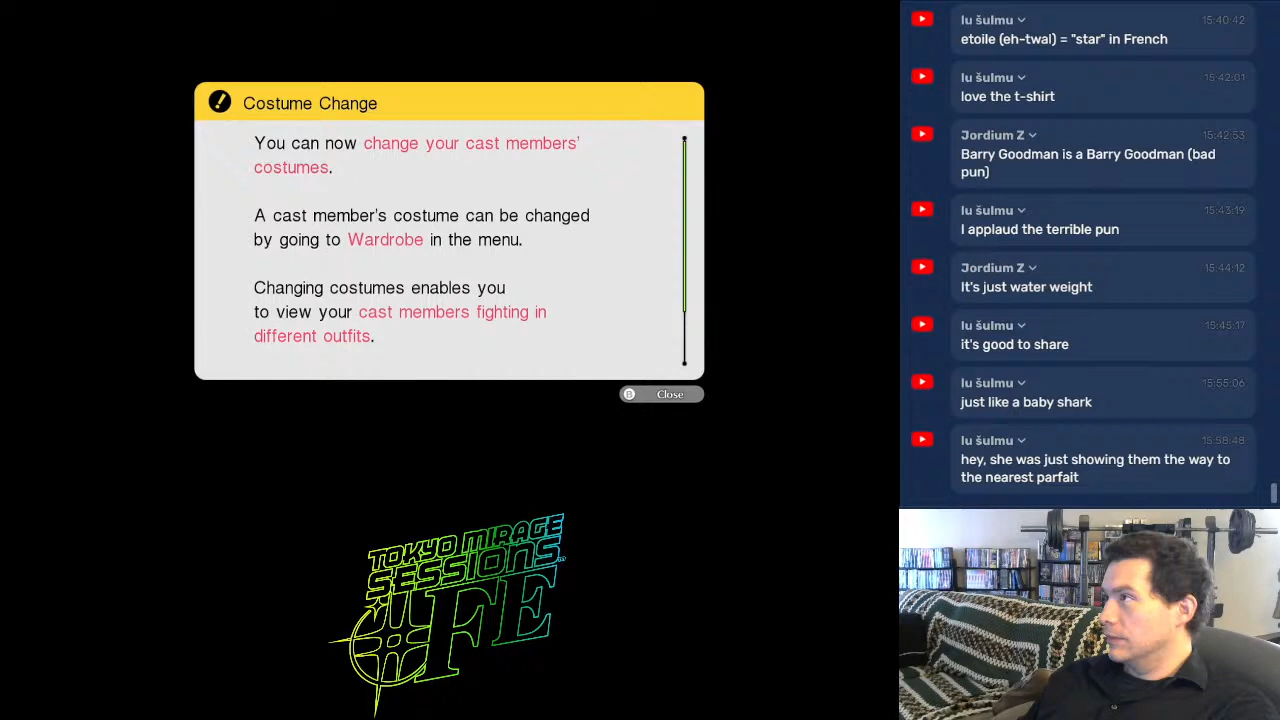 Costume Change
You can now change your cast members'
costumes.
A cast member's costume can be changed
by going to Wardrobe in the menu.
Changing costumes enables you
to view your cast members fighting in
different outfits.
B Close
TOKYO MIRAGE
SESSIONS
#FE
lu šulmu 15:40:42
etoile (eh-twal) = "star" in French
lu šulmu 15:42:01
love the t-shirt
Jordium Z 15:42:53
Barry Goodman is a Barry Goodman (bad
pun)
lu šulmu 15:43:19
I applaud the terrible pun
Jordium Z 15:44:12
It's just water weight
lu šulmu 15:45:17
it's good to share
lu šulmu 15:55:06
just like a baby shark
lu šulmu 15:58:48
hey, she was just showing them the way to
the nearest parfait